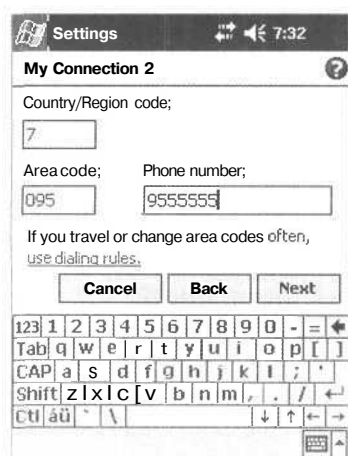 Settings 7:32
My Connection 2
Country/Region code;
7
Area code; Phone number;
095 9555555
If you travel or change area codes often,
use dialing rules.
Cancel Back Next
123 1 2 3 4 5 6 7 8 9 0 - =
Tab q w e r t y u i o p [ ]
CAP a s d f g h j k l ; '
Shift z x c v b n m , . /
Ctl áü ` \